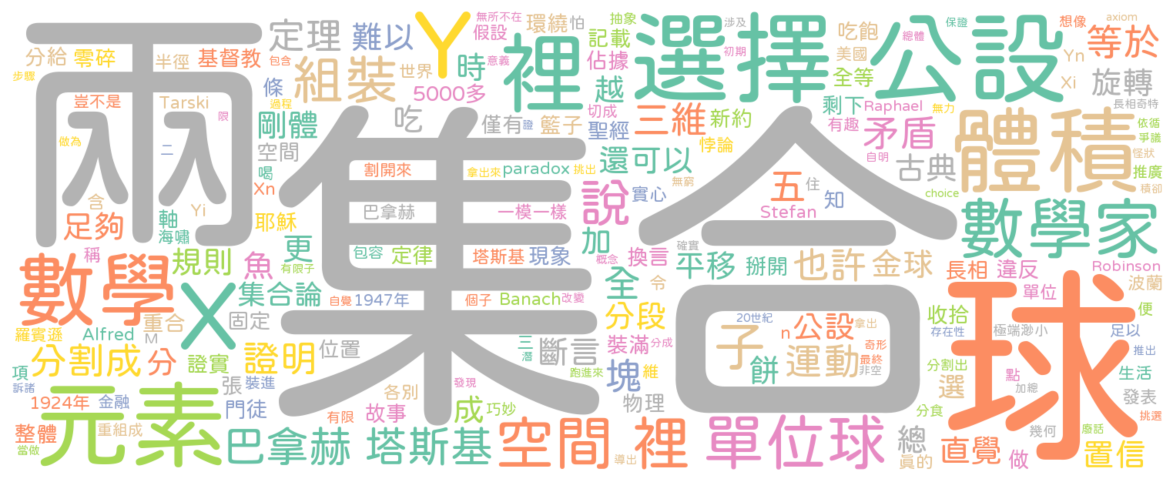 兩
集合
球
選擇
公設
裡
體積
數學家
數學
元素
X
Y
空間 裡
單位球
巴拿赫 塔斯基
組裝
定理
難以
時
5000多
環繞
怕
無所不在
假設
記載
佔據
越
抽象
涉及
初期
保證
總體
axiom
美國
吃飽
全等
想像
Yn
Xi
等於
旋轉
長相奇特
依循
爭議
怪狀
推廣
積卻
分給
零碎
半徑
基督教
包含
世界
意義
步驟
豈不是
Tarski
限
條
剛體
吃
僅有
籃子
證
切成
聖經
新約
三維
剩下
Raphael
有趣
無力
矛盾
自明
古典
choice
做為
二
空間
喝
Xn
割開來
拿出來
paradox
挑出
悖論
還可以
無窮
實心
說
五
住
知
Stefan
含
Yi
足夠
軸
海嘯
耶穌
巴拿赫
一模一樣
稱
規則
魚
更
有限子
包容
定律
塔斯基
現象
加
換言
確實
概念
平移
掰開
也許
金球
長相
違反
Robinson
單位
波蘭
集合論
自覺
1947年
個子
Banach
改變
全
令
羅賓遜
Alfred
重合
M
固定
位置
分段
20世紀
存在性
n
公設
拿出
收拾
極端渺小
便
足以
推出
分割成
分
證實
證明
三
潛
斷言
裝滿
分成
子
餅
運動
奇形
最終
非空
項
訴諸
1924年
金融
張
裝進
門徒
各別
發現
跑進來
維
塊
物理
分割出
選
點
加總
生活
發表
有限
故事
成
巧妙
分食
幾何
癒話
挑選
整體
重組成
當做
過程
導出
總
真的
直覺
做
置信